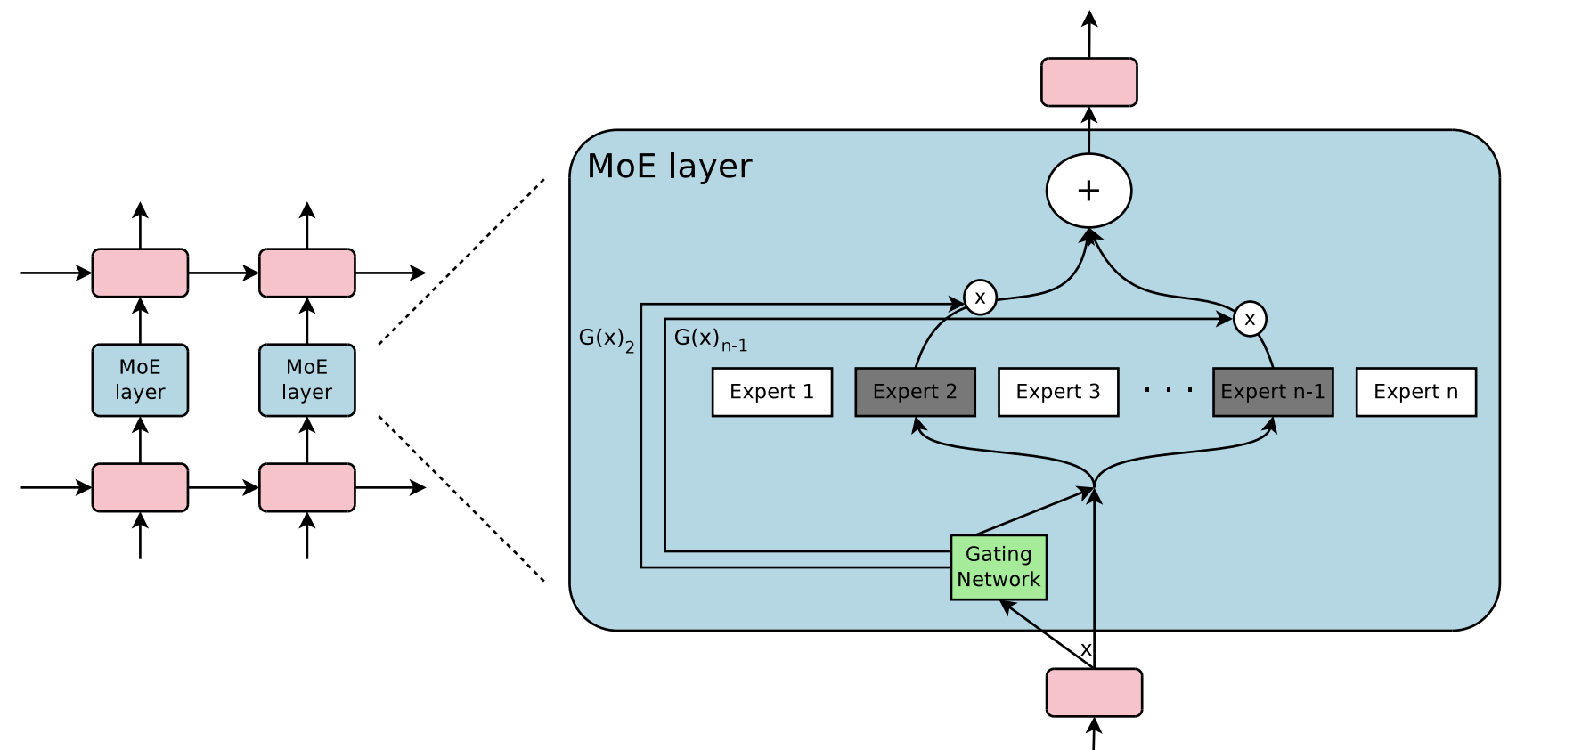 MoE layer
+
x
x
G(x)2
G(x)n-1
MoE
layer
MoE
layer
Expert 1
Expert 2
Expert 3
. . .
Expert n-1
Expert n
Gating
Network
x